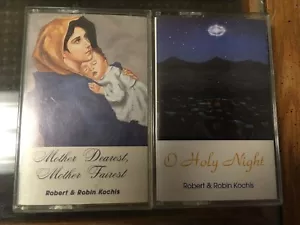 Mother Dearest,
Mother Fairest
Robert & Robin Kochis
O Holy Night
Robert & Robin Kochis